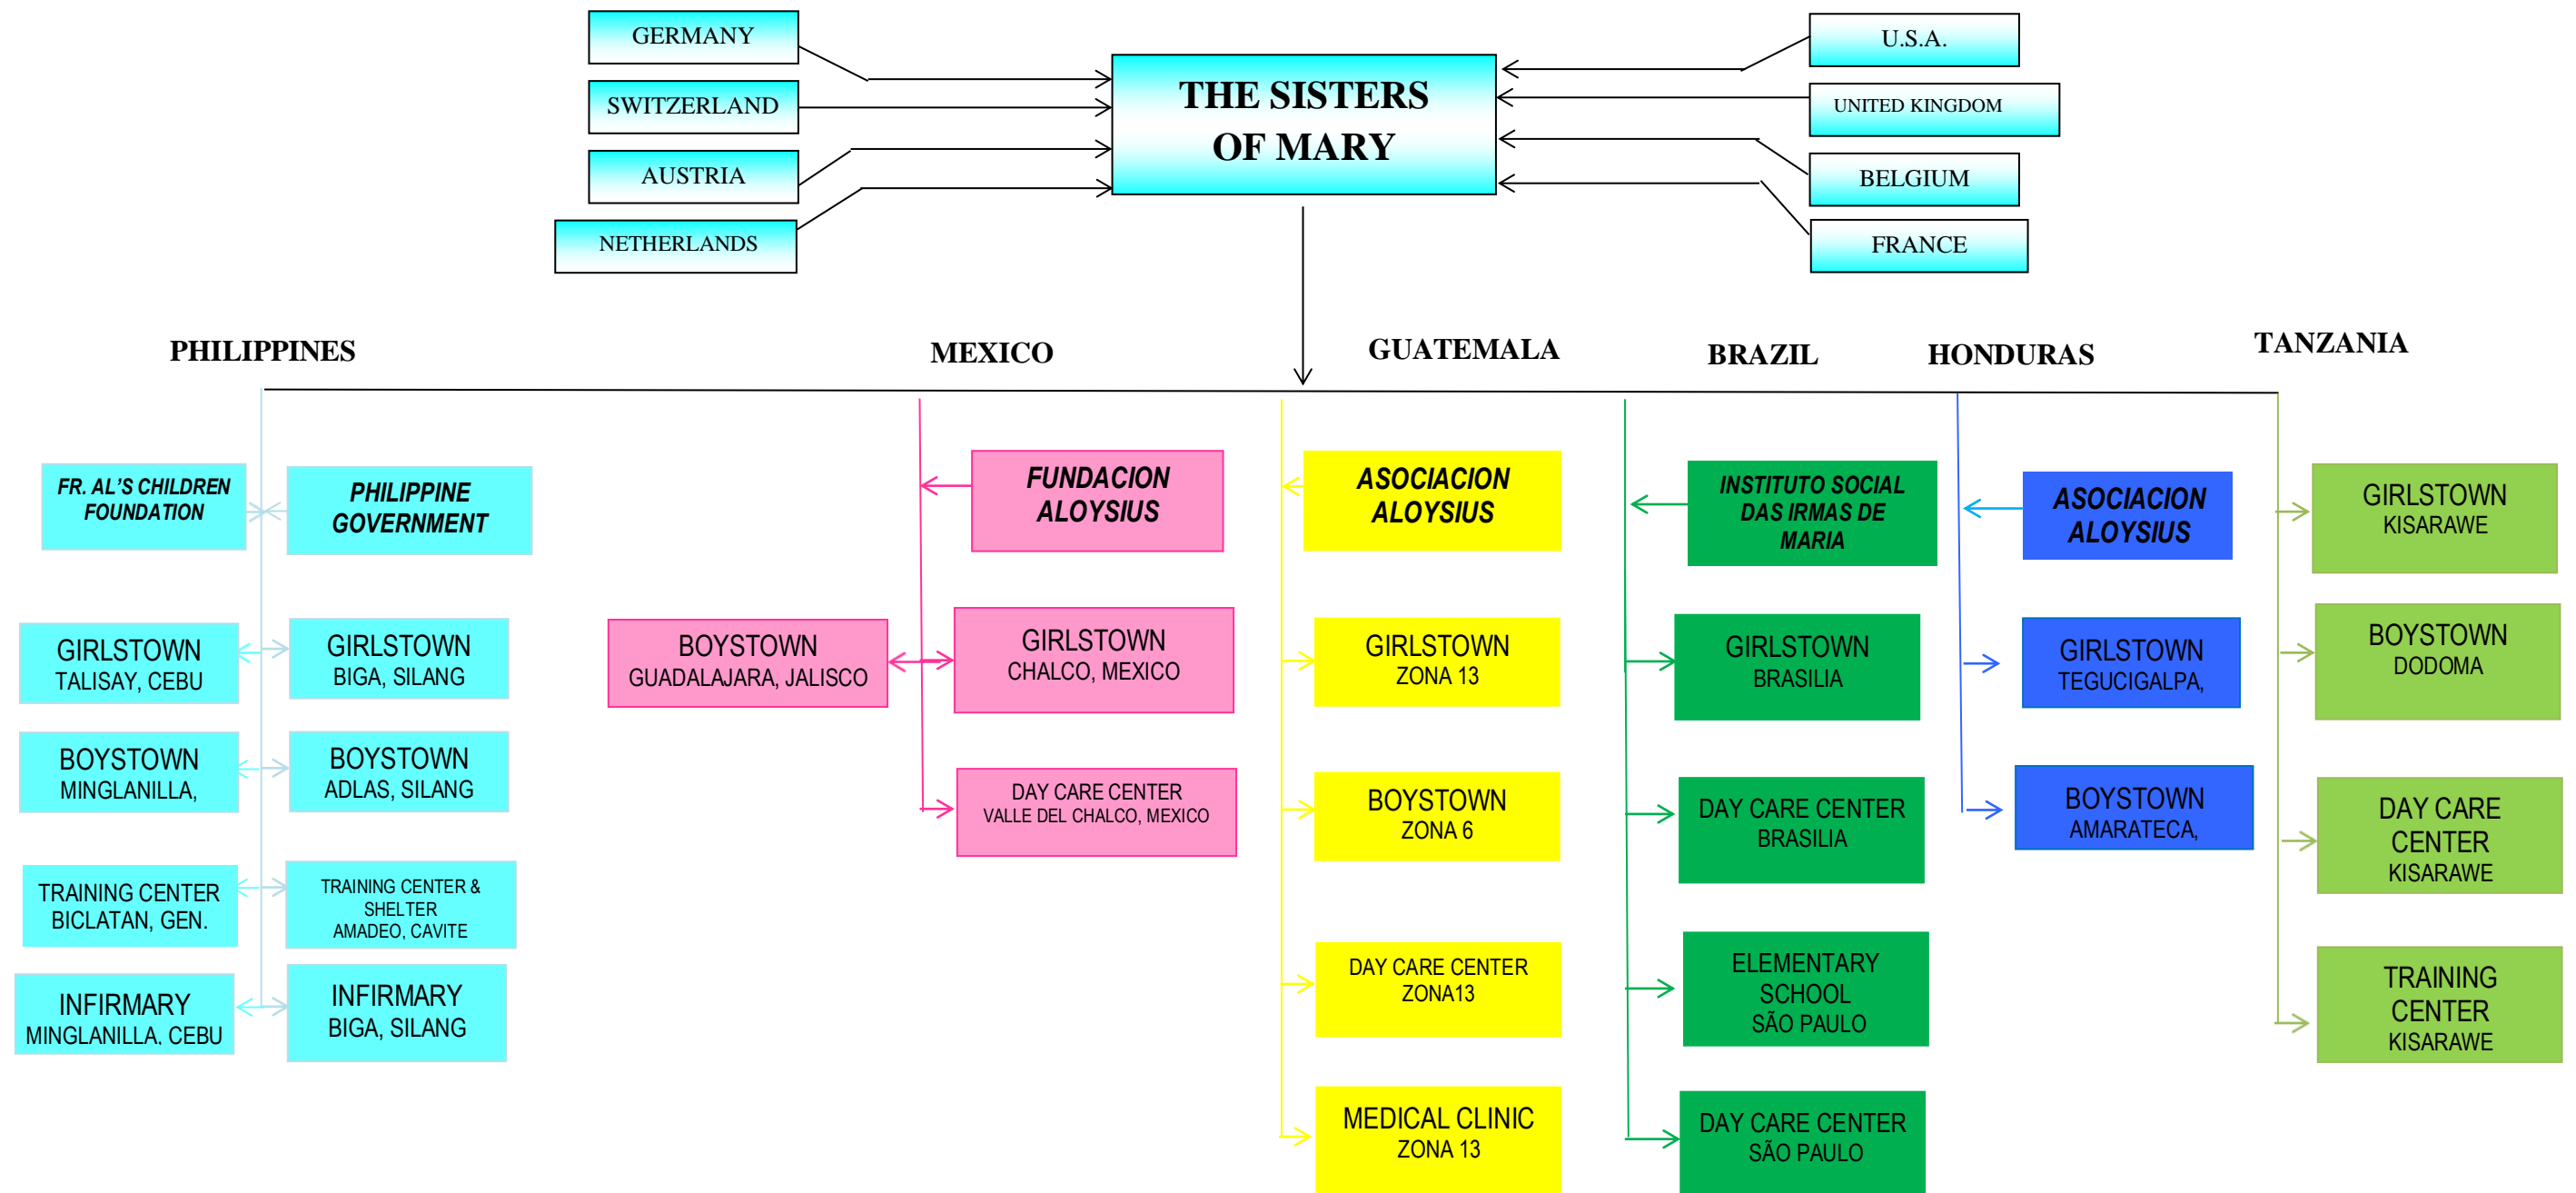 GERMANY
SWITZERLAND
AUSTRIA
NETHERLANDS
THE SISTERS
OF MARY
U.S.A.
UNITED KINGDOM
BELGIUM
FRANCE
PHILIPPINES
MEXICO
GUATEMALA
BRAZIL
HONDURAS
TANZANIA
FR. AL’S CHILDREN
FOUNDATION
PHILIPPINE
GOVERNMENT
GIRLSTOWN
TALISAY, CEBU
GIRLSTOWN
BIGA, SILANG
BOYSTOWN
MINGLANILLA,
BOYSTOWN
ADLAS, SILANG
TRAINING CENTER
BICLATAN, GEN.
TRAINING CENTER &
SHELTER
AMADEO, CAVITE
INFIRMARY
MINGLANILLA, CEBU
INFIRMARY
BIGA, SILANG
FUNDACION
ALOYSIUS
BOYSTOWN
GUADALAJARA, JALISCO
GIRLSTOWN
CHALCO, MEXICO
DAY CARE CENTER
VALLE DEL CHALCO, MEXICO
ASOCIACION
ALOYSIUS
GIRLSTOWN
ZONA 13
BOYSTOWN
ZONA 6
DAY CARE CENTER
ZONA13
MEDICAL CLINIC
ZONA 13
INSTITUTO SOCIAL
DAS IRMAS DE
MARIA
GIRLSTOWN
BRASILIA
DAY CARE CENTER
BRASILIA
ELEMENTARY
SCHOOL
SÃO PAULO
DAY CARE CENTER
SÃO PAULO
ASOCIACION
ALOYSIUS
GIRLSTOWN
TEGUCIGALPA,
BOYSTOWN
AMARATECA,
GIRLSTOWN
KISARAWE
BOYSTOWN
DODOMA
DAY CARE
CENTER
KISARAWE
TRAINING
CENTER
KISARAWE